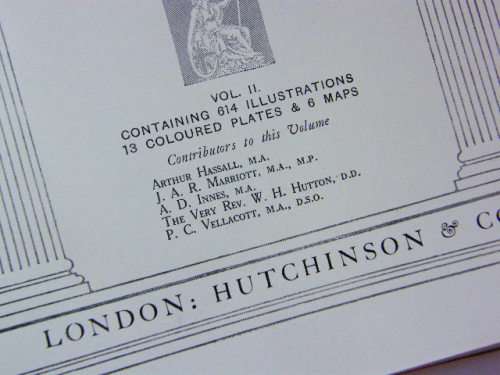 VOL. II.
CONTAINING 614 ILLUSTRATIONS
13 COLOURED PLATES & 6 MAPS
Contributors to this Volume
ARTHUR HASSALL, M.A.
J. A. R. MARRIOTT, M.A., M.P.
A. D. INNES, M.A.
THE VERY REV. W. H. HUTTON, D.D.
P. C. VELLACOTT, M.A., D.S.O.
LONDON: HUTCHINSON & CO